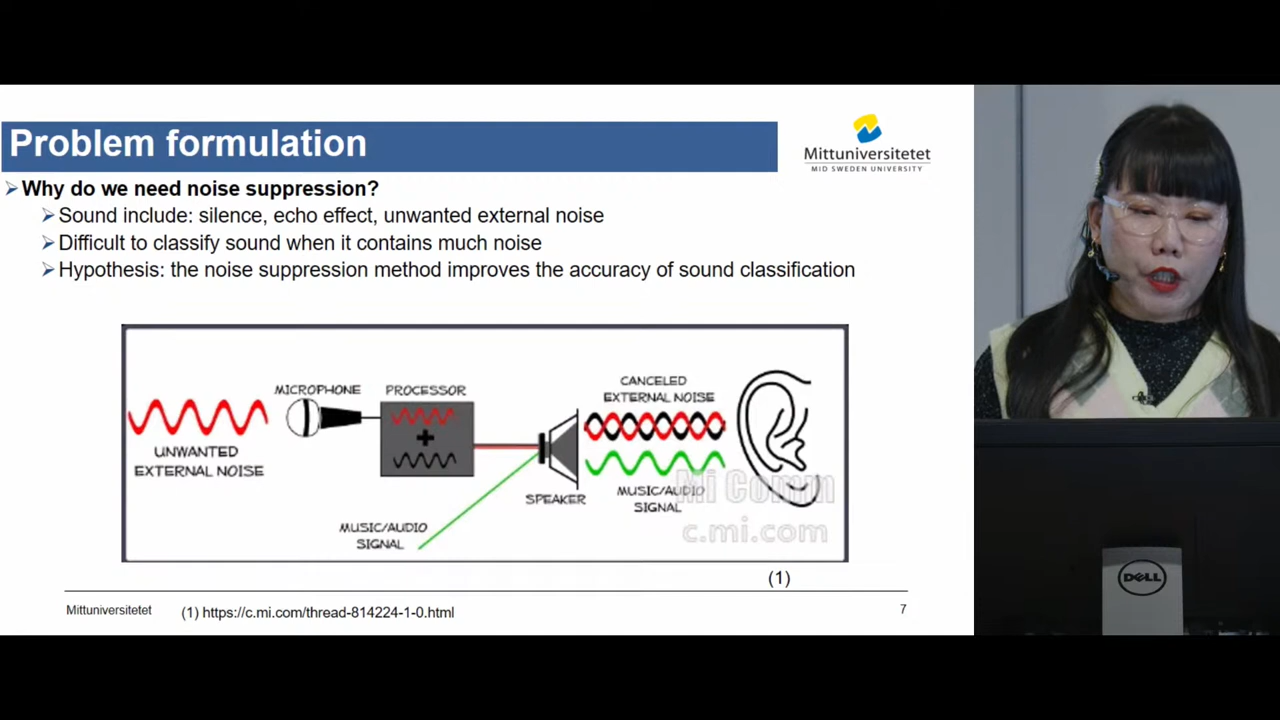 Problem formulation
Mittuniversitetet
MID SWEDEN UNIVERSITY
Why do we need noise suppression?
Sound include: silence, echo effect, unwanted external noise
Difficult to classify sound when it contains much noise
Hypothesis: the noise suppression method improves the accuracy of sound classification
UNWANTED
EXTERNAL NOISE
MICROPHONE
PROCESSOR
+
MUSIC/AUDIO
SIGNAL
SPEAKER
CANCELED
EXTERNAL NOISE
MUSIC/AUDIO
SIGNAL
Mi Comm
c.mi.com
(1)
Mittuniversitetet
(1) https://c.mi.com/thread-814224-1-0.html
7
DELL